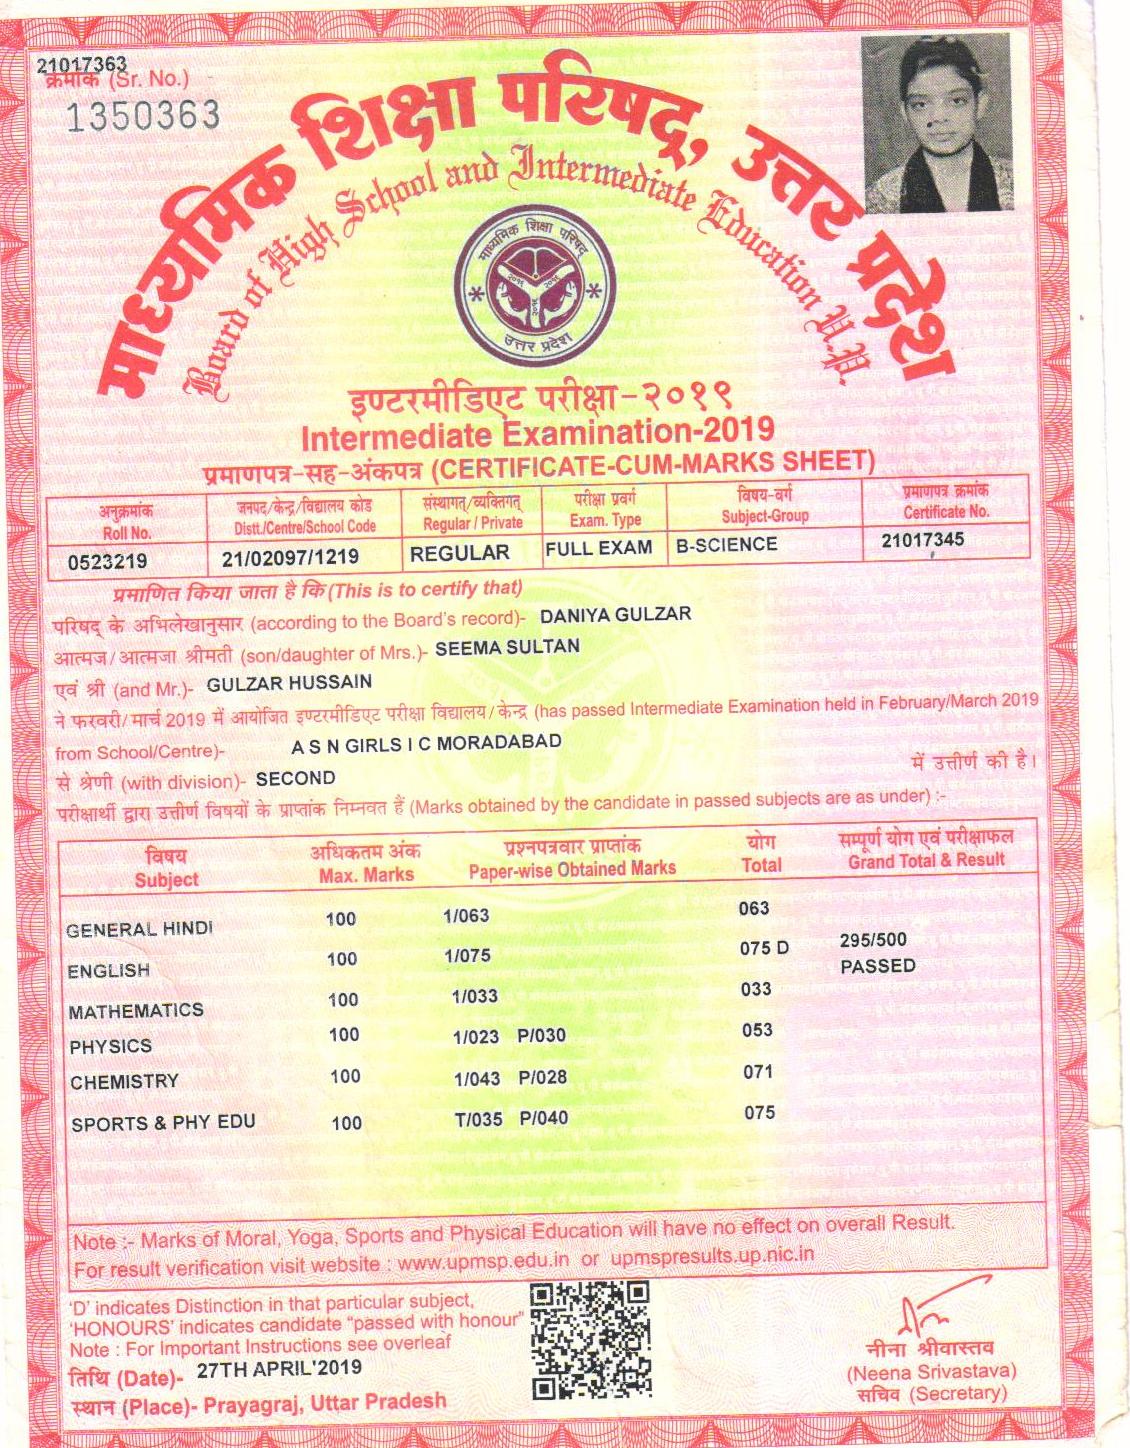 21017363
क्रमांक (Sr. No.)
1350363
माध्यमिक शिक्षा परिषद्, उत्तर प्रदेश
Board of High School and Intermediate Education U.P.
माध्यमिक शिक्षा परिषद्
उत्तर प्रदेश
इण्टरमीडिएट परीक्षा-२०१९
Intermediate Examination-2019
प्रमाणपत्र-सह-अंकपत्र (CERTIFICATE-CUM-MARKS SHEET)
अनुक्रमांक जनपद/केन्द्र/विद्यालय कोड संस्थागत्/व्यक्तिगत् परीक्षा प्रवर्ग विषय-वर्ग प्रमाणपत्र क्रमांक
Roll No. Distt./Centre/School Code Regular / Private Exam. Type Subject-Group Certificate No.
0523219 21/02097/1219 REGULAR FULL EXAM B-SCIENCE 21017345
प्रमाणित किया जाता है कि (This is to certify that)
परिषद् के अभिलेखानुसार (according to the Board's record)- DANIYA GULZAR
आत्मज/आत्मजा श्रीमती (son/daughter of Mrs.)- SEEMA SULTAN
एवं श्री (and Mr.)- GULZAR HUSSAIN
ने फरवरी/मार्च 2019 में आयोजित इण्टरमीडिएट परीक्षा विद्यालय/केन्द्र (has passed Intermediate Examination held in February/March 2019
from School/Centre)- A S N GIRLS I C MORADABAD
से श्रेणी (with division)- SECOND में उत्तीर्ण की है।
परीक्षार्थी द्वारा उत्तीर्ण विषयों के प्राप्तांक निम्नवत हैं (Marks obtained by the candidate in passed subjects are as under) :-
विषय अधिकतम अंक प्रश्नपत्रवार प्राप्तांक योग सम्पूर्ण योग एवं परीक्षाफल
Subject Max. Marks Paper-wise Obtained Marks Total Grand Total & Result
GENERAL HINDI 100 1/063 063
ENGLISH 100 1/075 075 D 295/500
PASSED
MATHEMATICS 100 1/033 033
PHYSICS 100 1/023 P/030 053
CHEMISTRY 100 1/043 P/028 071
SPORTS & PHY EDU 100 T/035 P/040 075
Note :- Marks of Moral, Yoga, Sports and Physical Education will have no effect on overall Result.
For result verification visit website : www.upmsp.edu.in or upmspresults.up.nic.in
'D' indicates Distinction in that particular subject,
'HONOURS' indicates candidate "passed with honour"
Note : For Important Instructions see overleaf
तिथि (Date)- 27TH APRIL'2019
स्थान (Place)- Prayagraj, Uttar Pradesh
नीना श्रीवास्तव
(Neena Srivastava)
सचिव (Secretary)